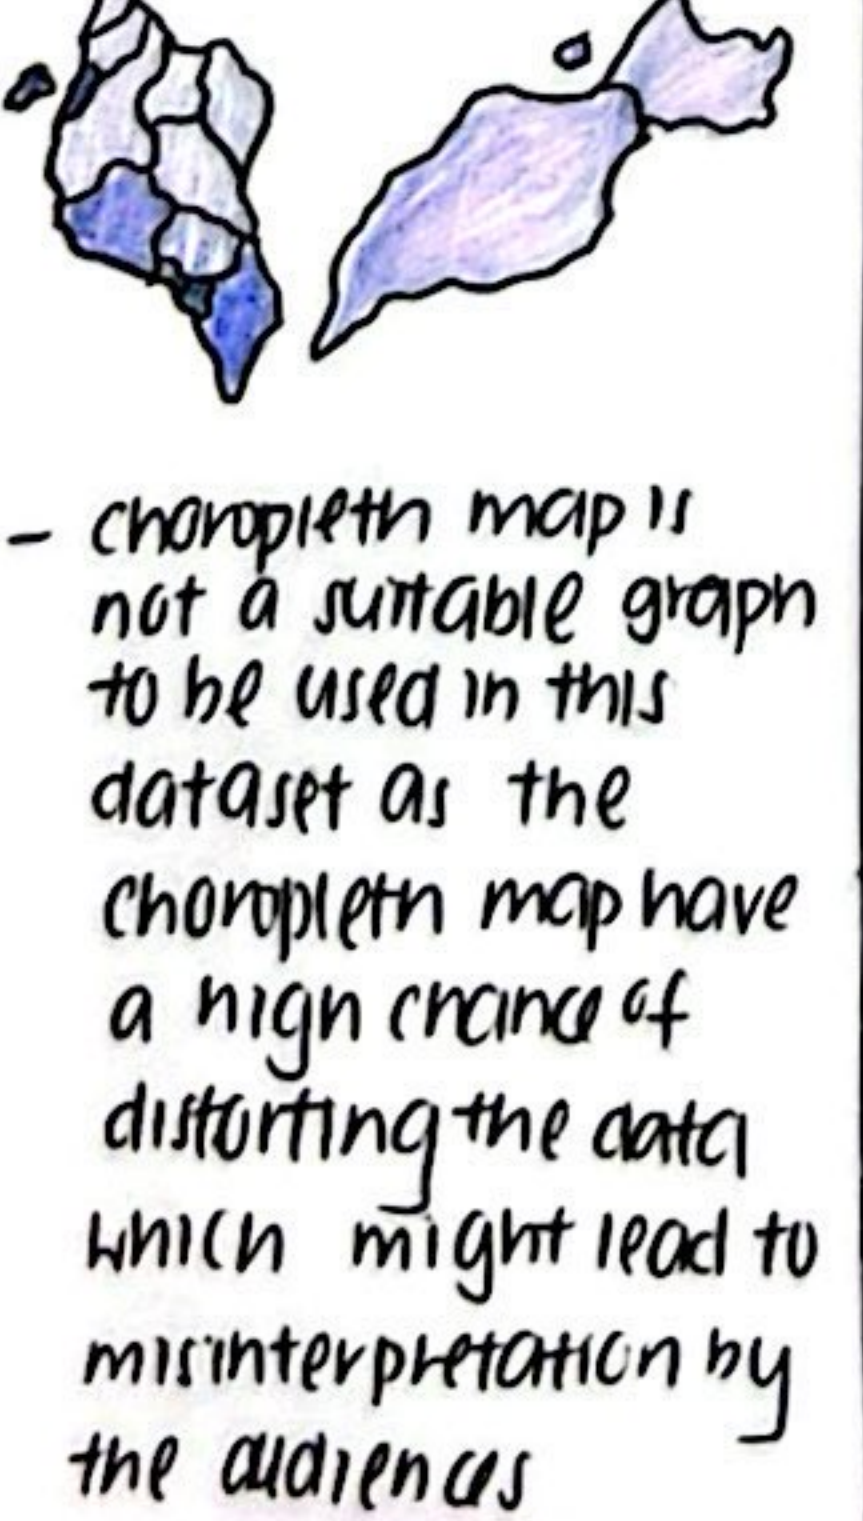 - choropleth map is
not a suitable graph
to be used in this
dataset as the
choropleth map have
a high chance of
distorting the data
which might lead to
misinterpretation by
the audiences